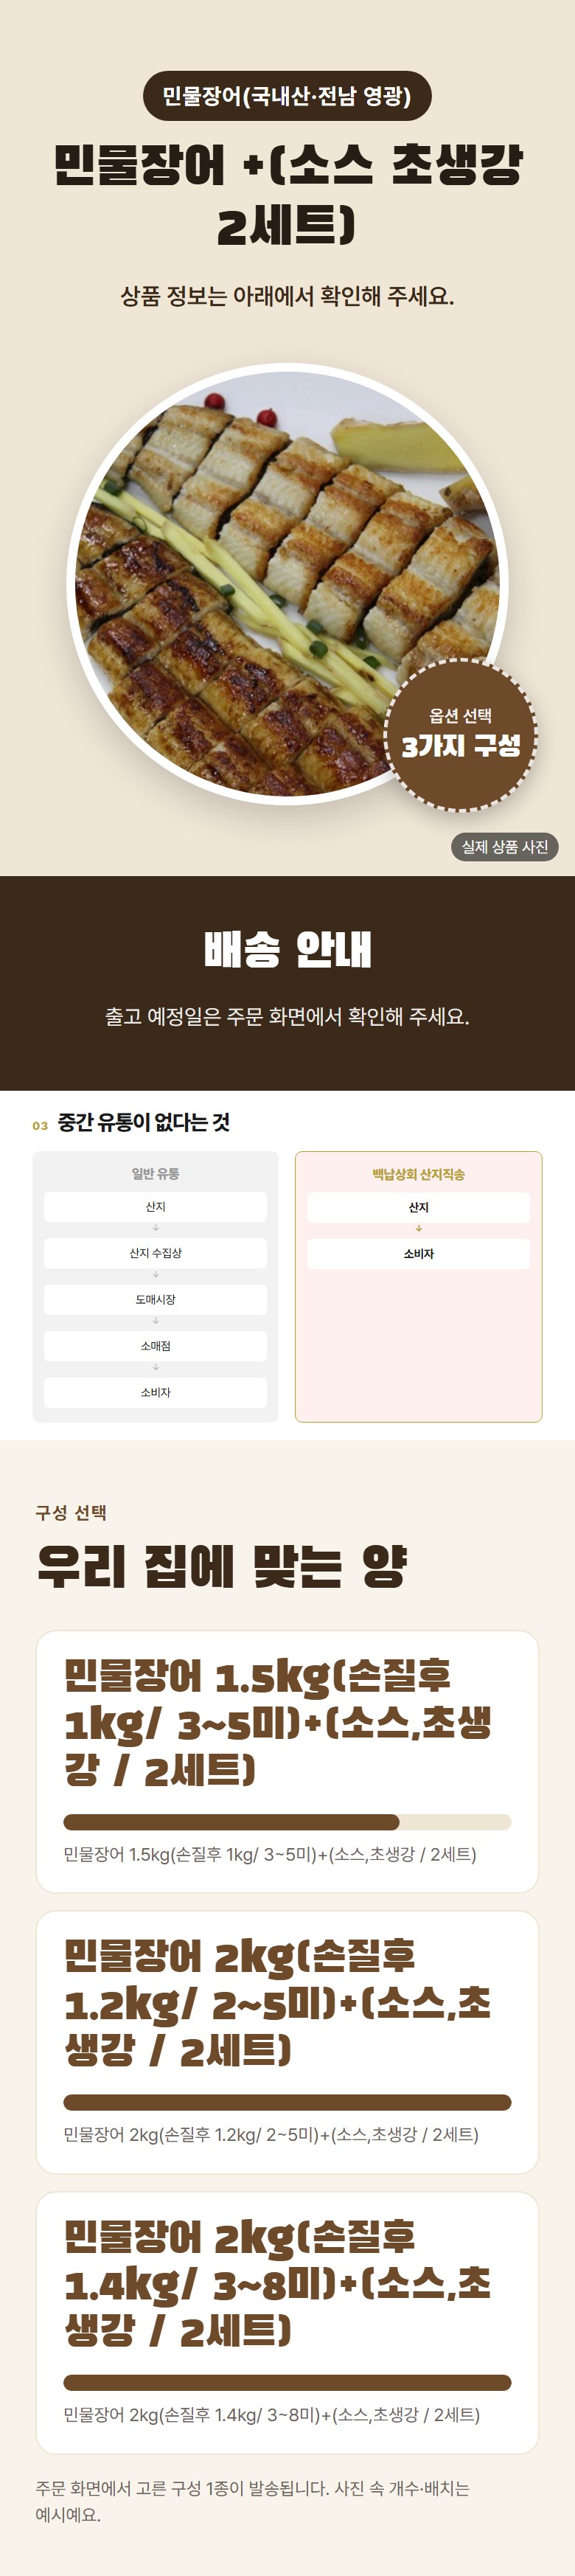 민물장어(국내산·전남 영광)
민물장어 +(소스 초생강
2세트)
상품 정보는 아래에서 확인해 주세요.
옵션 선택
3가지 구성
실제 상품 사진
배송 안내
출고 예정일은 주문 화면에서 확인해 주세요.
03 중간 유통이 없다는 것
일반 유통
산지
↓
산지 수집상
↓
도매시장
↓
소매점
↓
소비자
백납상회 산지직송
산지
↓
소비자
구성 선택
우리 집에 맞는 양
민물장어 1.5kg(손질후
1kg/ 3~5미)+(소스,초생
강 / 2세트)
민물장어 1.5kg(손질후 1kg/ 3~5미)+(소스,초생강 / 2세트)
민물장어 2kg(손질후
1.2kg/ 2~5미)+(소스,초
생강 / 2세트)
민물장어 2kg(손질후 1.2kg/ 2~5미)+(소스,초생강 / 2세트)
민물장어 2kg(손질후
1.4kg/ 3~8미)+(소스,초
생강 / 2세트)
민물장어 2kg(손질후 1.4kg/ 3~8미)+(소스,초생강 / 2세트)
주문 화면에서 고른 구성 1종이 발송됩니다. 사진 속 개수·배치는
예시예요.